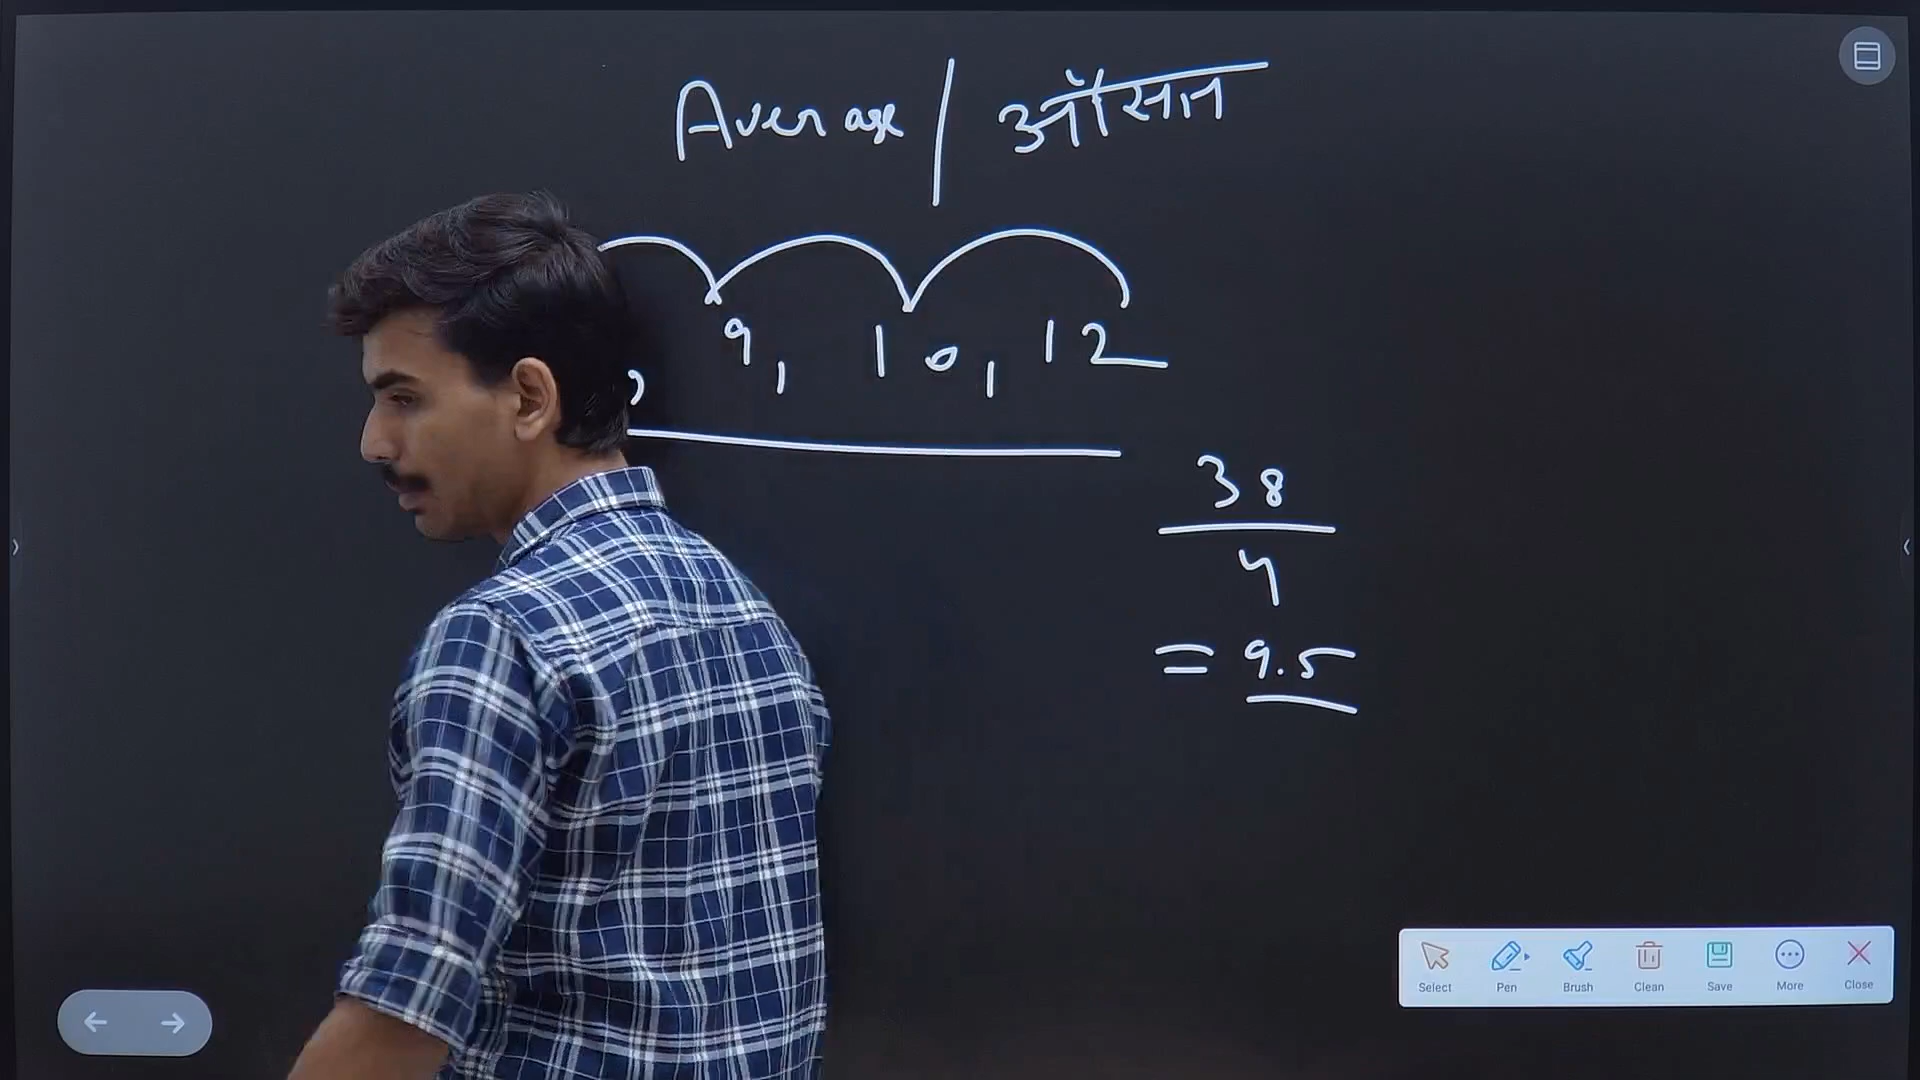 Average / औसत
, 9, 10, 12
38
4
= 9.5
Select Pen Brush Clean Save More Close